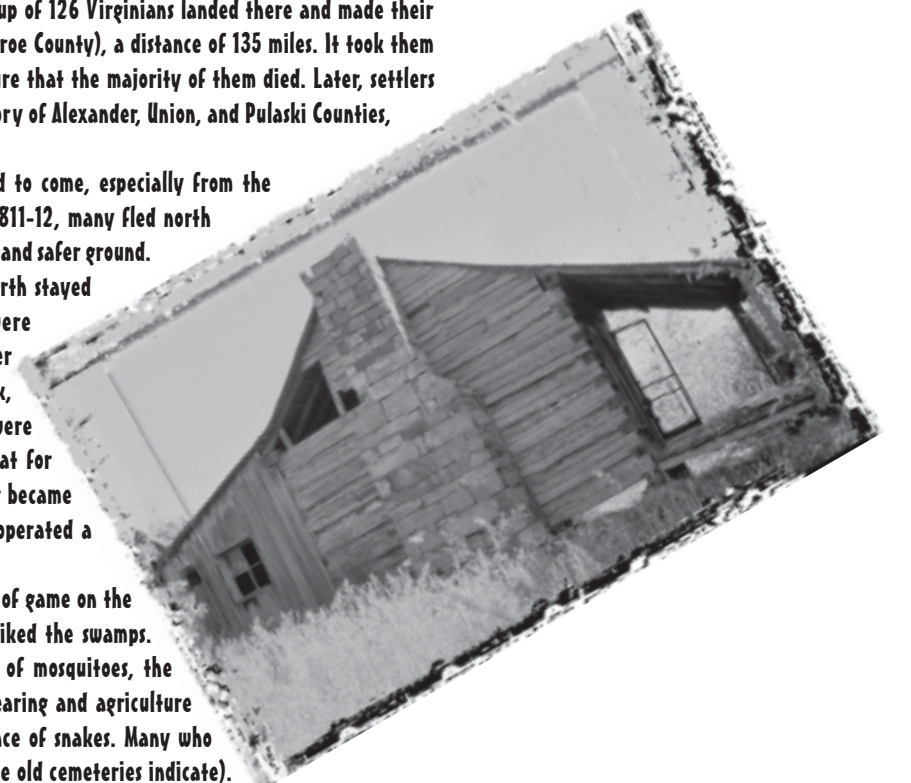 up of 126 Virginians landed there and made their
roe County), a distance of 135 miles. It took them
ure that the majority of them died. Later, settlers
ory of Alexander, Union, and Pulaski Counties,
d to come, especially from the
811-12, many fled north
and safer ground.
rth stayed
ere
er
k,
were
at for
became
operated a
of game on the
iked the swamps.
of mosquitoes, the
earing and agriculture
nce of snakes. Many who
e old cemeteries indicate).